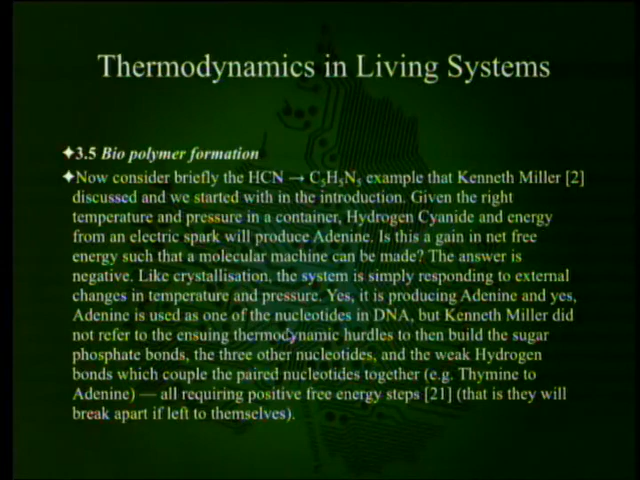 Thermodynamics in Living Systems
✦3.5 Bio polymer formation
✦Now consider briefly the HCN → C₅H₅N₅ example that Kenneth Miller [2]
discussed and we started with in the introduction. Given the right
temperature and pressure in a container, Hydrogen Cyanide and energy
from an electric spark will produce Adenine. Is this a gain in net free
energy such that a molecular machine can be made? The answer is
negative. Like crystallisation, the system is simply responding to external
changes in temperature and pressure. Yes, it is producing Adenine and yes,
Adenine is used as one of the nucleotides in DNA, but Kenneth Miller did
not refer to the ensuing thermodynamic hurdles to then build the sugar
phosphate bonds, the three other nucleotides, and the weak Hydrogen
bonds which couple the paired nucleotides together (e.g. Thymine to
Adenine) — all requiring positive free energy steps [21] (that is they will
break apart if left to themselves).